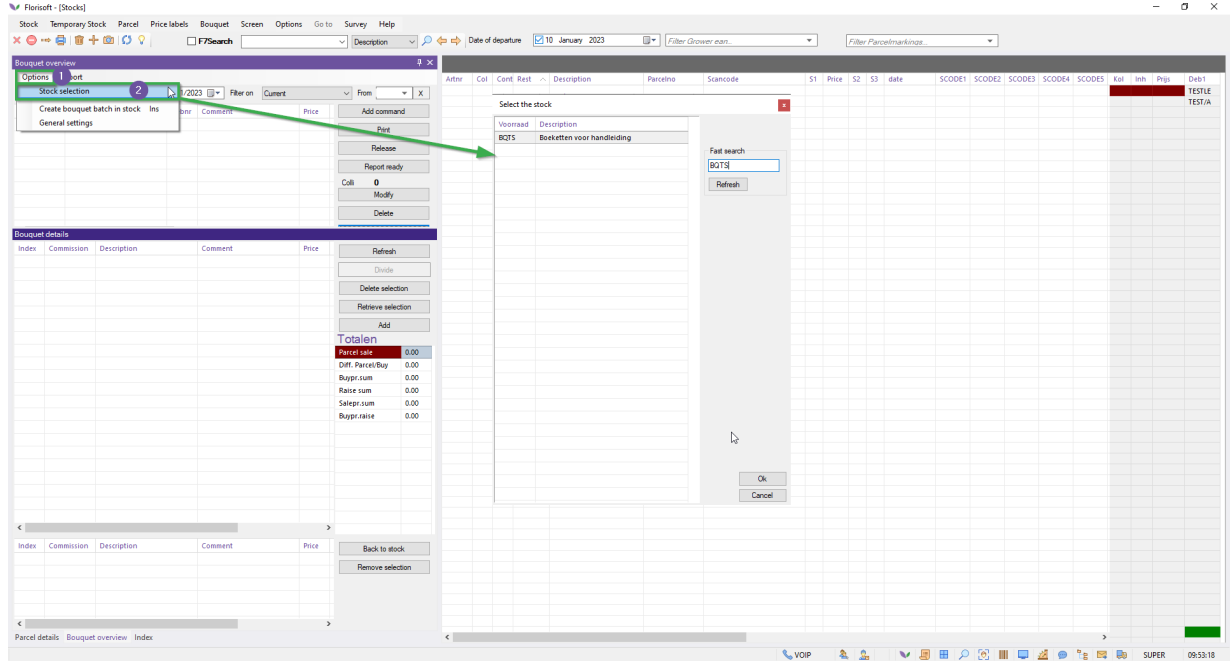 Florisoft - [Stocks]
Stock Temporary Stock Parcel Price labels Bouquet Screen Options Go to Survey Help
F7Search Description Date of departure 10 January 2023 Filter Grower ean.. Filter Parcelmarkings...
Bouquet overview
Options 1 port
Stock selection 2 1/2023 Filter on Current From X
Create bouquet batch in stock Ins
General settings
onr Comment Price
Add command
Print
Release
Report ready
Colli 0
Modify
Delete
Bouquet details
Index Commission Description Comment Price
Refresh
Divide
Delete selection
Retrieve selection
Add
Totalen
Parcel sale 0.00
Diff. Parcel/Buy 0.00
Buypr.sum 0.00
Raise sum 0.00
Salepr.sum 0.00
Buypr.raise 0.00
Index Commission Description Comment Price
Back to stock
Remove selection
Parcel details Bouquet overview Index
Artnr Col Cont Rest Description Parcelno Scancode S1 Price S2 S3 date SCODE1 SCODE2 SCODE3 SCODE4 SCODE5 Kol Inh Prijs Deb1
TESTLE
TEST/A
Select the stock x
Voorraad Description
BQTS Boeketten voor handleiding
Fast search
BQTS
Refresh
Ok
Cancel
VOIP SUPER 09:53:18